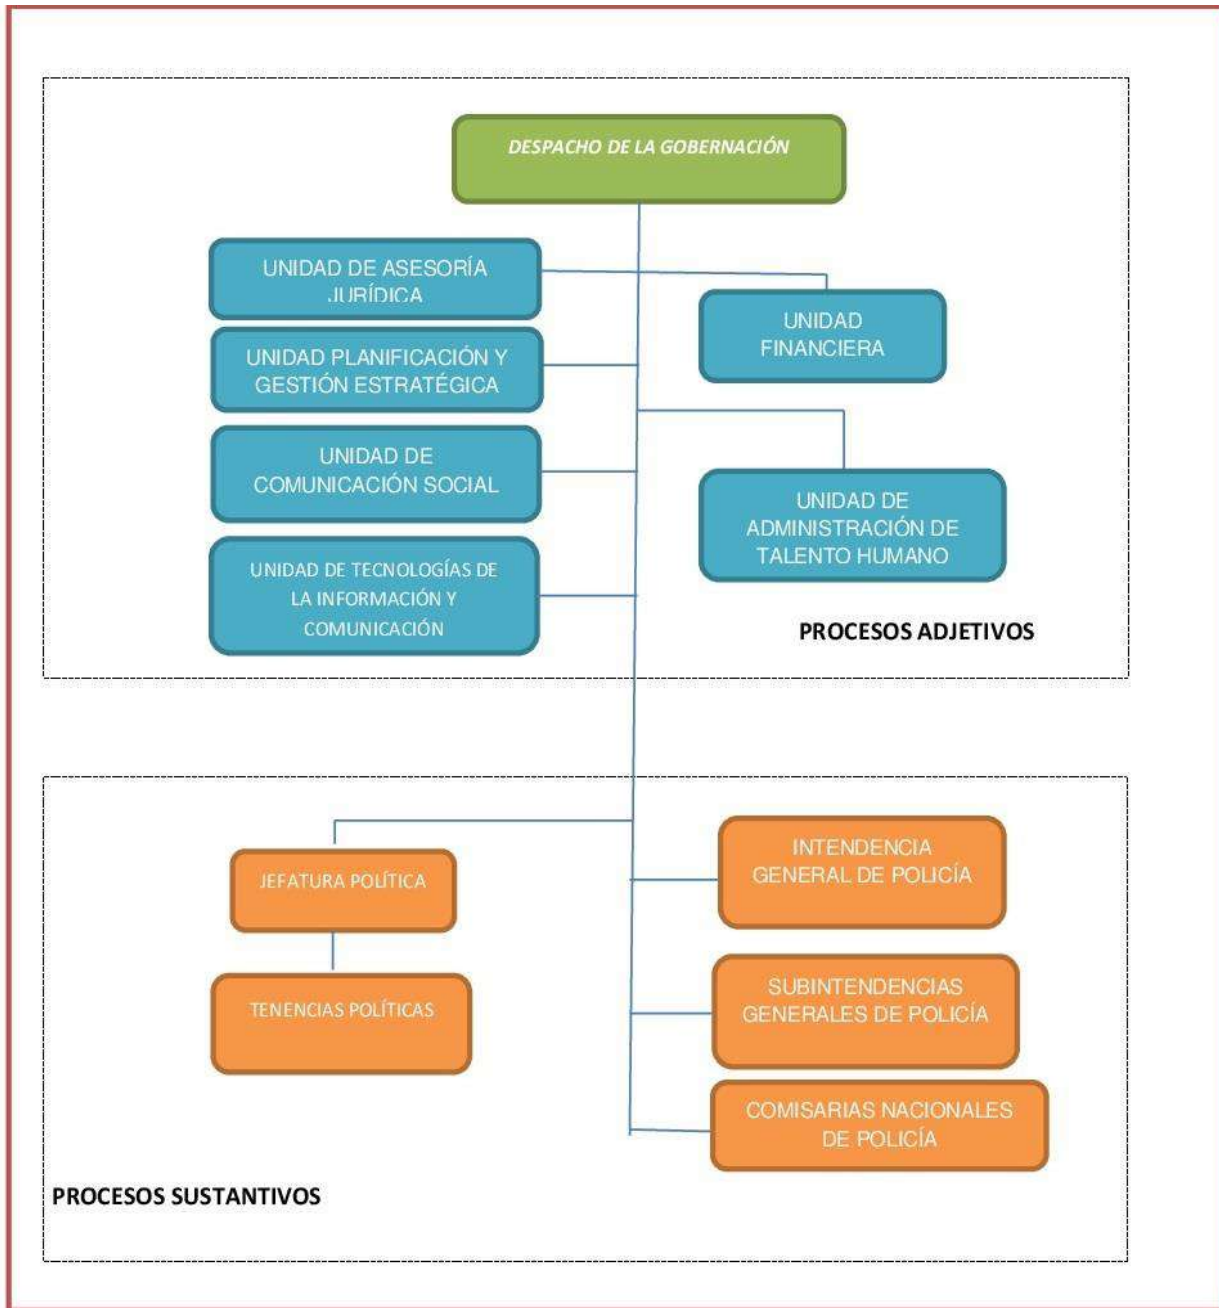 DESPACHO DE LA GOBERNACIÓN
UNIDAD DE ASESORÍA
JURÍDICA
UNIDAD
FINANCIERA
UNIDAD PLANIFICACIÓN Y
GESTIÓN ESTRATÉGICA
UNIDAD DE
COMUNICACIÓN SOCIAL
UNIDAD DE
ADMINISTRACIÓN DE
TALENTO HUMANO
UNIDAD DE TECNOLOGÍAS DE
LA INFORMACIÓN Y
COMUNICACIÓN
PROCESOS ADJETIVOS
JEFATURA POLÍTICA
TENENCIAS POLÍTICAS
INTENDENCIA
GENERAL DE POLICÍA
SUBINTENDENCIAS
GENERALES DE POLICÍA
COMISARIAS NACIONALES
DE POLICÍA
PROCESOS SUSTANTIVOS